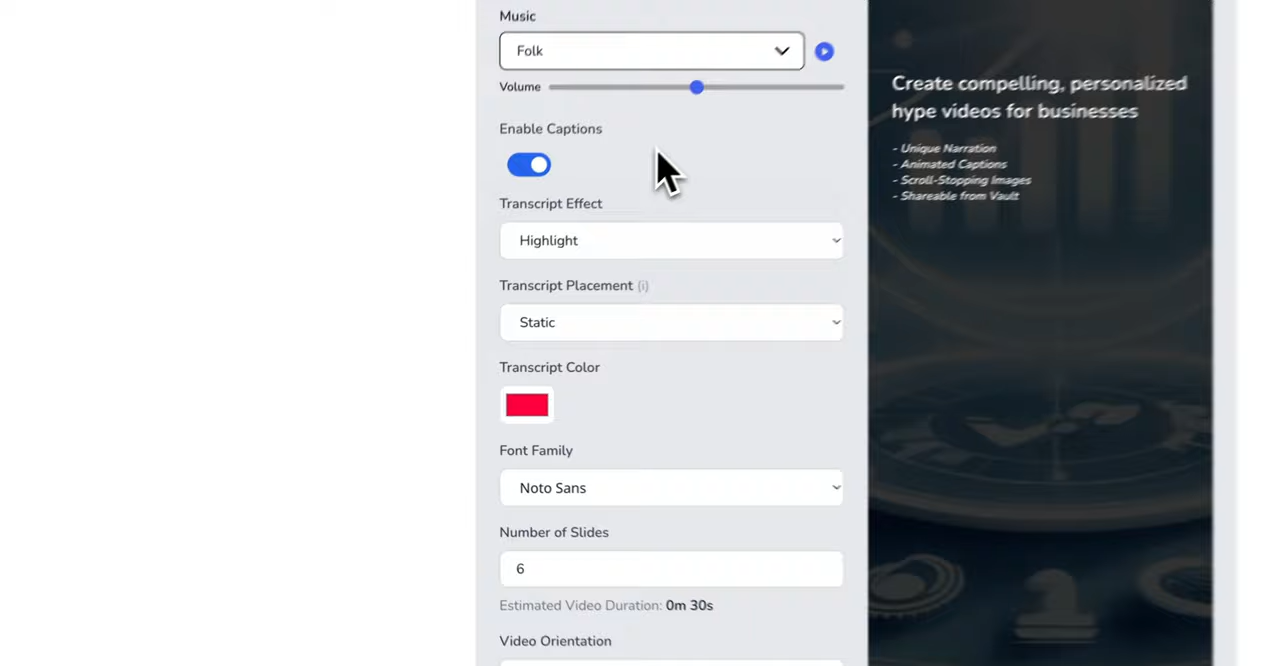 Music
Folk
Volume
Enable Captions
Transcript Effect
Highlight
Transcript Placement (i)
Static
Transcript Color
Font Family
Noto Sans
Number of Slides
6
Estimated Video Duration: 0m 30s
Video Orientation
Create compelling, personalized
hype videos for businesses
- Unique Narration
- Animated Captions
- Scroll-Stopping Images
- Shareable from Vault